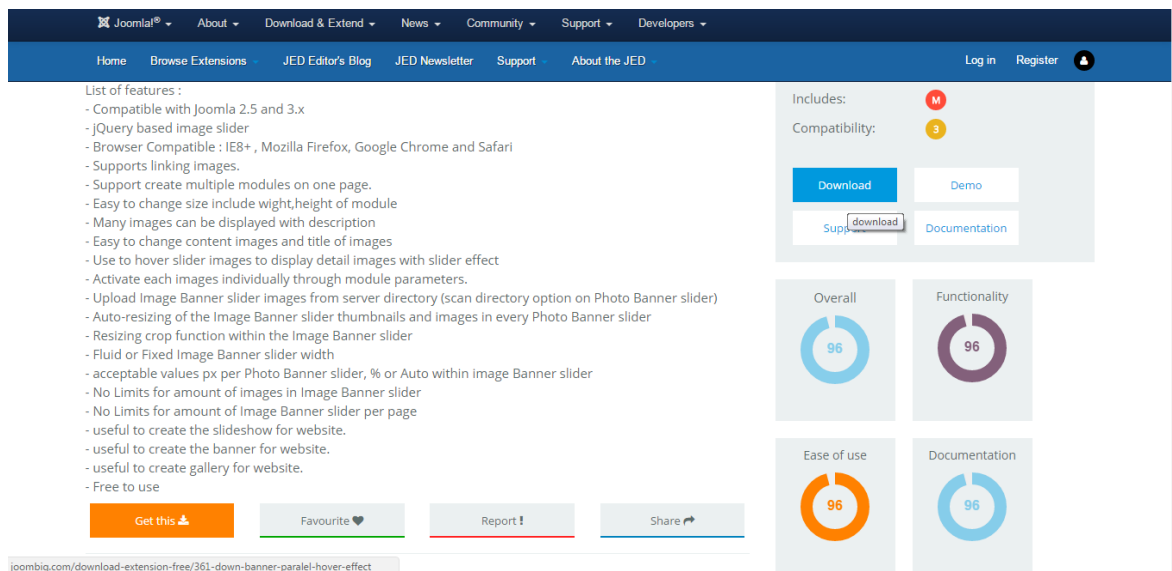 Joomla!® About Download & Extend News Community Support Developers
Home Browse Extensions JED Editor's Blog JED Newsletter Support About the JED Log in Register
List of features :
- Compatible with Joomla 2.5 and 3.x
- jQuery based image slider
- Browser Compatible : IE8+ , Mozilla Firefox, Google Chrome and Safari
- Supports linking images.
- Support create multiple modules on one page.
- Easy to change size include wight,height of module
- Many images can be displayed with description
- Easy to change content images and title of images
- Use to hover slider images to display detail images with slider effect
- Activate each images individually through module parameters.
- Upload Image Banner slider images from server directory (scan directory option on Photo Banner slider)
- Auto-resizing of the Image Banner slider thumbnails and images in every Photo Banner slider
- Resizing crop function within the Image Banner slider
- Fluid or Fixed Image Banner slider width
- acceptable values px per Photo Banner slider, % or Auto within image Banner slider
- No Limits for amount of images in Image Banner slider
- No Limits for amount of Image Banner slider per page
- useful to create the slideshow for website.
- useful to create the banner for website.
- useful to create gallery for website.
- Free to use
Get this Favourite Report ! Share
Includes: M
Compatibility: 3
Download Demo
download
Documentation
Overall Functionality
96 96
Ease of use Documentation
96 96
joombig.com/download-extension-free/361-down-banner-paralel-hover-effect